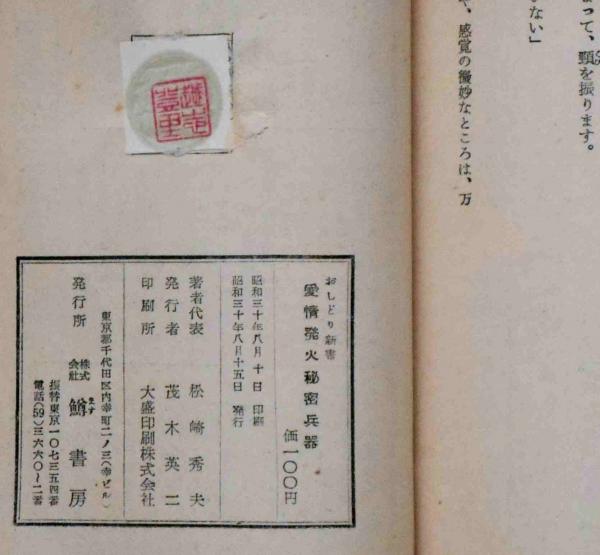 って、頸を振ります。
ない」
、感覚の微妙なところは、万
おしどり新書
愛情発火秘密兵器
価一〇〇円
昭和三十年八月十日 印刷
昭和三十年八月十五日 発行
著者代表 松崎秀夫
発行者 茂木英二
印刷所 大盛印刷株式会社
東京都千代田区内幸町二ノ三(幸ビル)
発行所 株式会社 鱒書房
ます
振替東京一〇七三五四番
電話(59)三六六〇〜二番